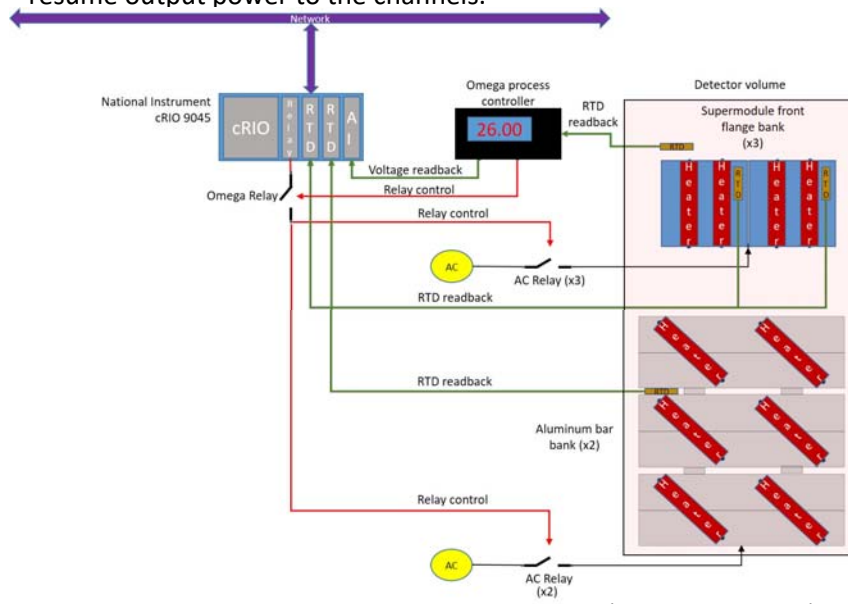 resume output power to the channels.
Network
National Instrument
cRIO 9045
cRIO
Relay
RTD
RTD
AI
Omega process
controller
26.00
RTD
readback
Detector volume
Supermodule front
flange bank
(x3)
RTD
Heater
Heater
RTD
Heater
Heater
RTD
Voltage readback
Relay control
Omega Relay
Relay control
AC
AC Relay (x3)
RTD readback
Heater
Heater
RTD readback
RTD
Aluminum bar
bank (x2)
Heater
Heater
Relay control
Heater
Heater
AC
AC Relay
(x2)